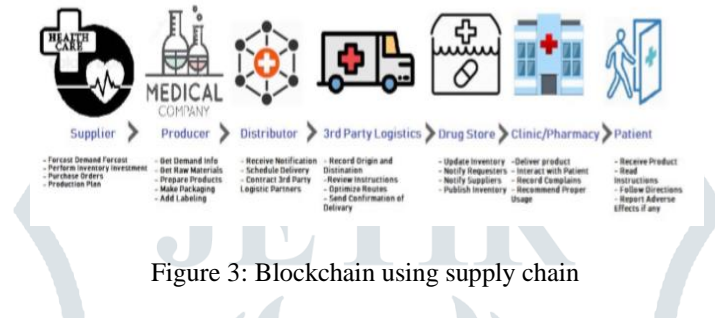 HEALTH
CARE
MEDICAL
COMPANY
Supplier
Producer
Distributor
3rd Party Logistics
Drug Store
Clinic/Pharmacy
Patient
- Forcast Demand Forcast
- Perform Inventory Investment
- Purchase Orders
- Production Plan
- Get Demand Info
- Get Raw Materials
- Prepare Products
- Make Packaging
- Add Labeling
- Receive Notification
- Schedule Delivery
- Contract 3rd Party
Logistic Partners
- Record Origin and
Distination
-Review Instructions
- Optimize Routes
- Send Confirmation of
Delivary
- Update Inventory
- Notify Requesters
- Notify Suppliers
- Publish Inventory
-Deliver product
- Interact with Patient
- Record Complains
- Recommend Proper
Usage
- Receive Product
- Read
Instructions
- Follow Directions
- Report Adverse
Effects if any
JETIR
Figure 3: Blockchain using supply chain